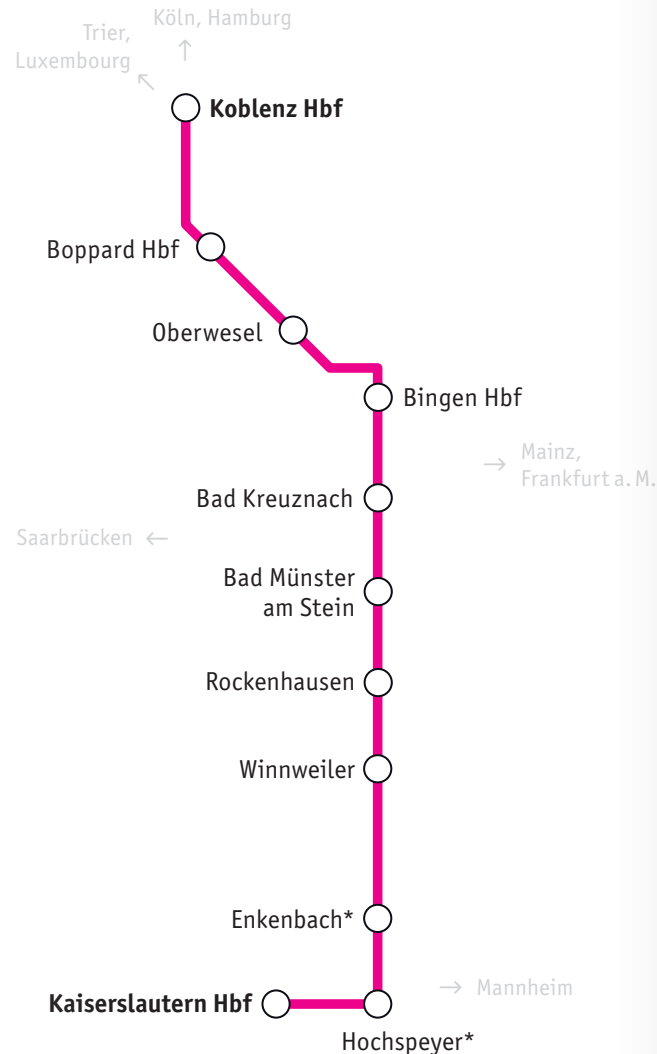 Köln, Hamburg
Trier,
Luxembourg
↑
↖
Koblenz Hbf
Boppard Hbf
Oberwesel
Bingen Hbf
→ Mainz,
Frankfurt a. M.
Bad Kreuznach
Saarbrücken ←
Bad Münster
am Stein
Rockenhausen
Winnweiler
Enkenbach*
→ Mannheim
Kaiserslautern Hbf
Hochspeyer*